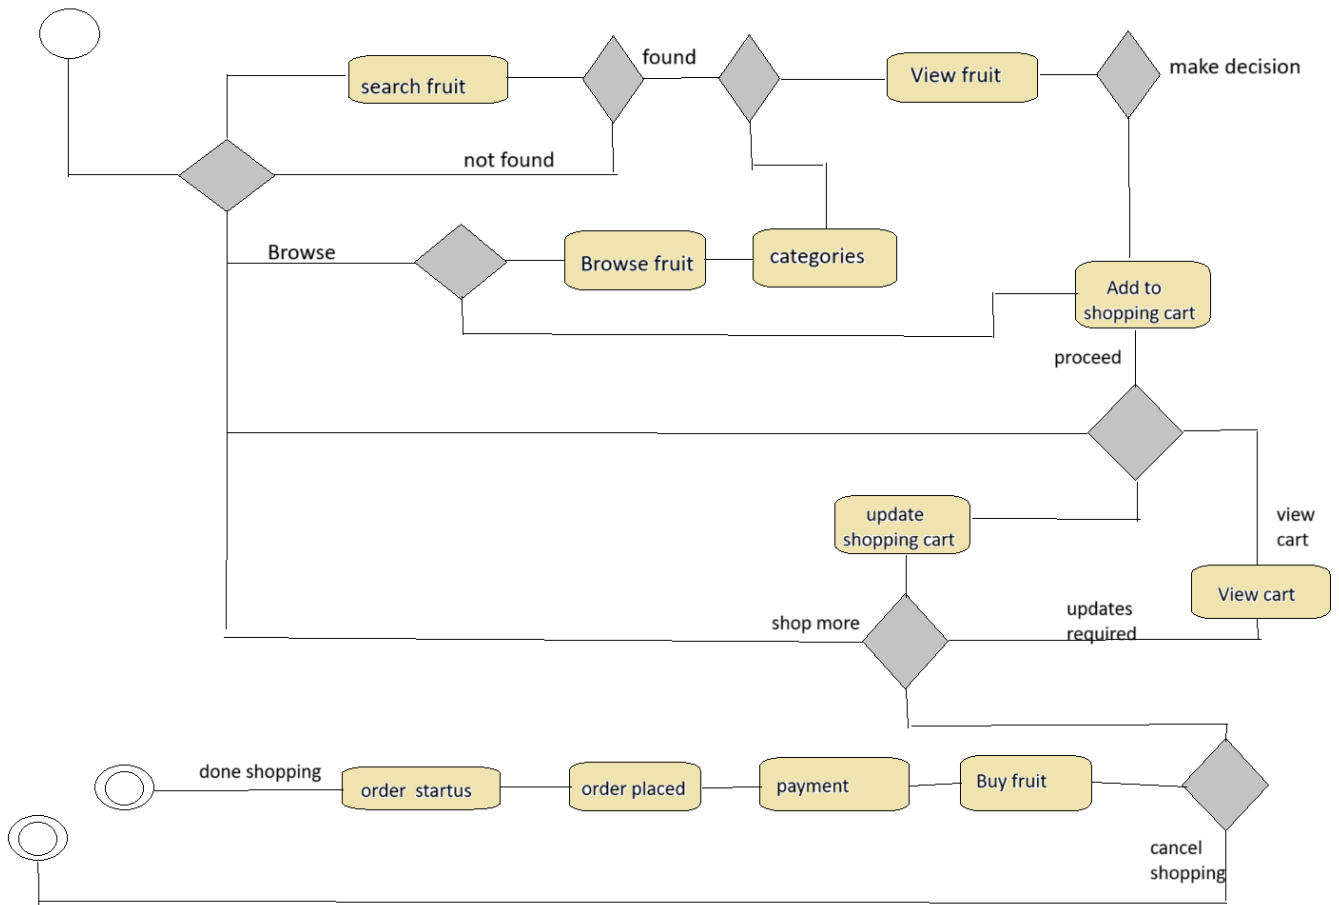 found
search fruit
View fruit
make decision
not found
Browse
Browse fruit
categories
Add to
shopping cart
proceed
update
shopping cart
view
cart
View cart
shop more
updates
required
done shopping
order startus
order placed
payment
Buy fruit
cancel
shopping